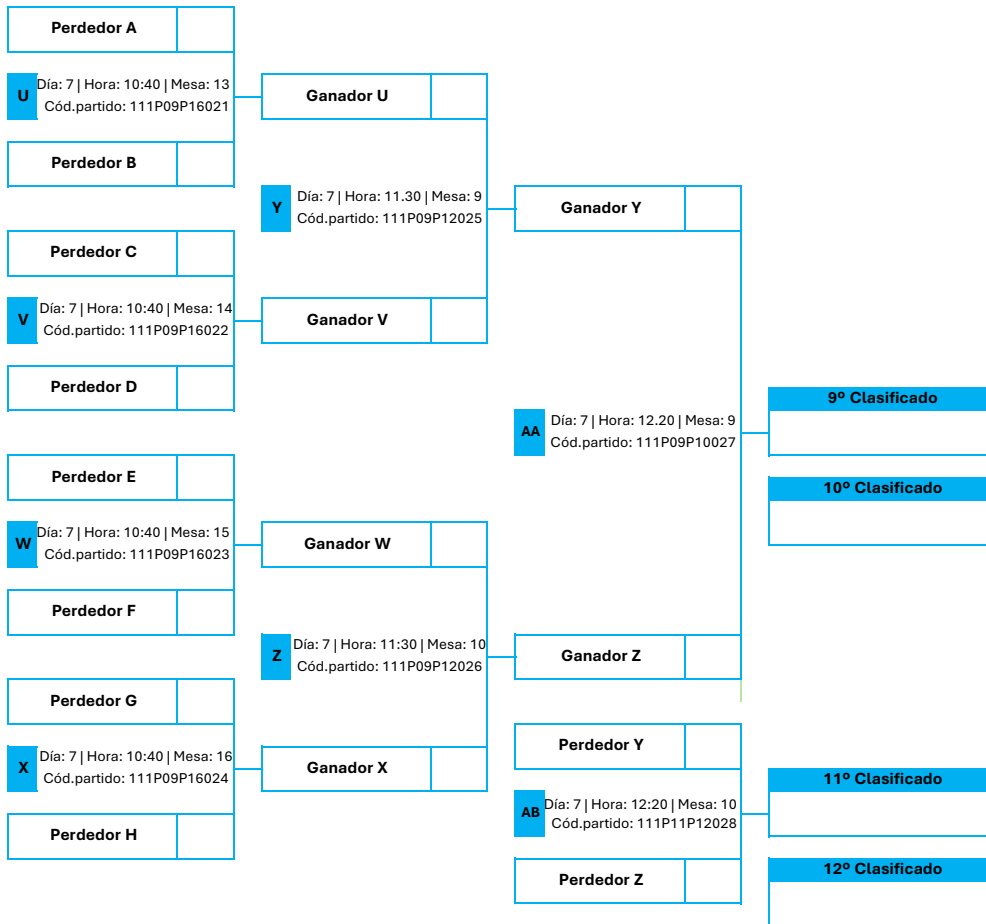 Perdedor A
U
Día: 7 | Hora: 10:40 | Mesa: 13
Cód.partido: 111P09P16021
Perdedor B
Ganador U
Y
Día: 7 | Hora: 11.30 | Mesa: 9
Cód.partido: 111P09P12025
Ganador Y
Perdedor C
V
Día: 7 | Hora: 10:40 | Mesa: 14
Cód.partido: 111P09P16022
Perdedor D
Ganador V
AA
Día: 7 | Hora: 12.20 | Mesa: 9
Cód.partido: 111P09P10027
9º Clasificado
10º Clasificado
Perdedor E
W
Día: 7 | Hora: 10:40 | Mesa: 15
Cód.partido: 111P09P16023
Perdedor F
Ganador W
Z
Día: 7 | Hora: 11:30 | Mesa: 10
Cód.partido: 111P09P12026
Ganador Z
Perdedor G
X
Día: 7 | Hora: 10:40 | Mesa: 16
Cód.partido: 111P09P16024
Perdedor H
Ganador X
Perdedor Y
AB
Día: 7 | Hora: 12:20 | Mesa: 10
Cód.partido: 111P11P12028
Perdedor Z
11º Clasificado
12º Clasificado